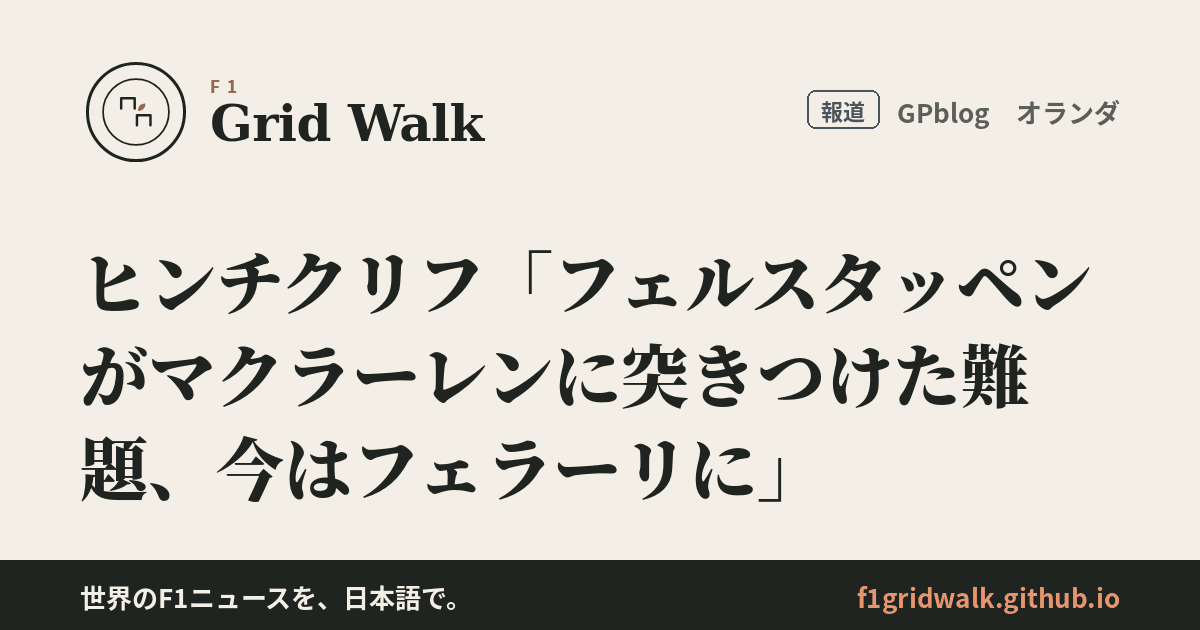 F1
Grid Walk
報道 GPblog オランダ
ヒンチクリフ「フェルスタッペン
がマクラーレンに突きつけた難
題、今はフェラーリに」
世界のF1ニュースを、日本語で。
f1gridwalk.github.io